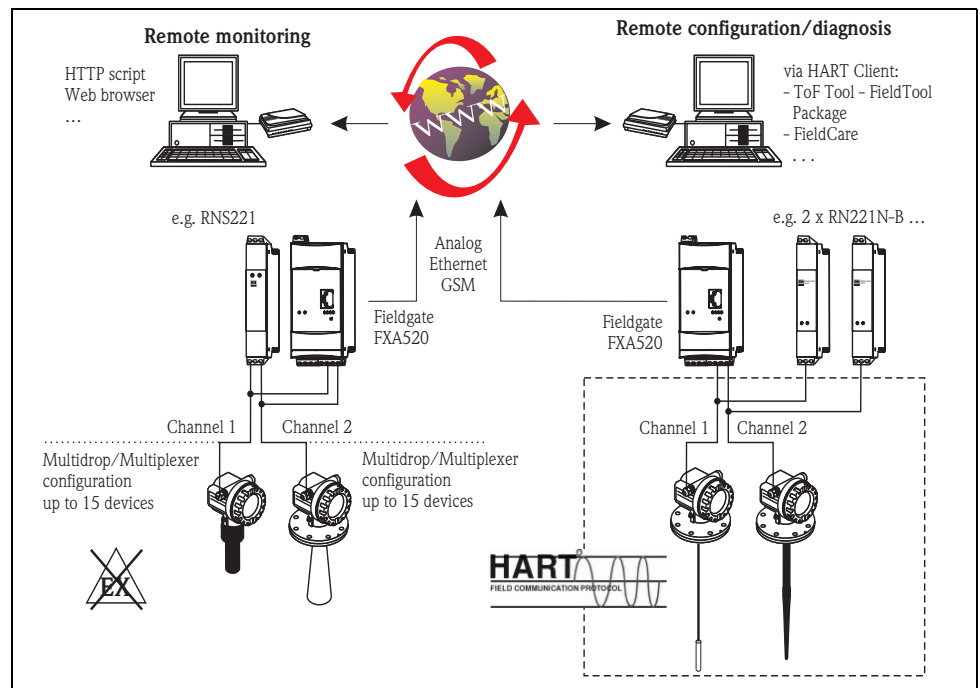 Remote monitoring
HTTP script
Web browser
…
Remote configuration/diagnosis
via HART Client:
- ToF Tool - FieldTool
Package
- FieldCare
. . .
WWW
e.g. RNS221
Analog
Ethernet
GSM
e.g. 2 x RN221N-B …
Fieldgate
FXA520
Fieldgate
FXA520
Channel 1
Channel 2
Multidrop/Multiplexer
configuration
up to 15 devices
Multidrop/Multiplexer
configuration
up to 15 devices
Channel 1
Channel 2
EX
HART
FIELD COMMUNICATION PROTOCOL